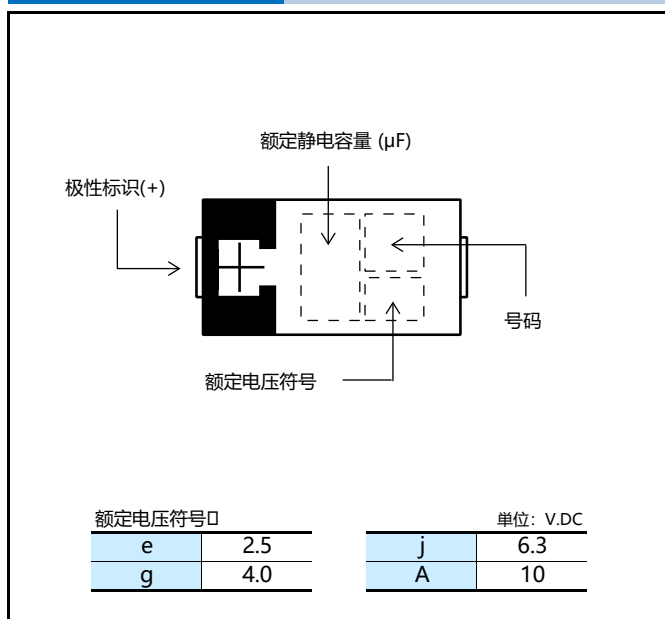 额定静电容量 (μF)
极性标识(+)
号码
额定电压符号
额定电压符号□
単位：V.DC
e 2.5 j 6.3
g 4.0 A 10